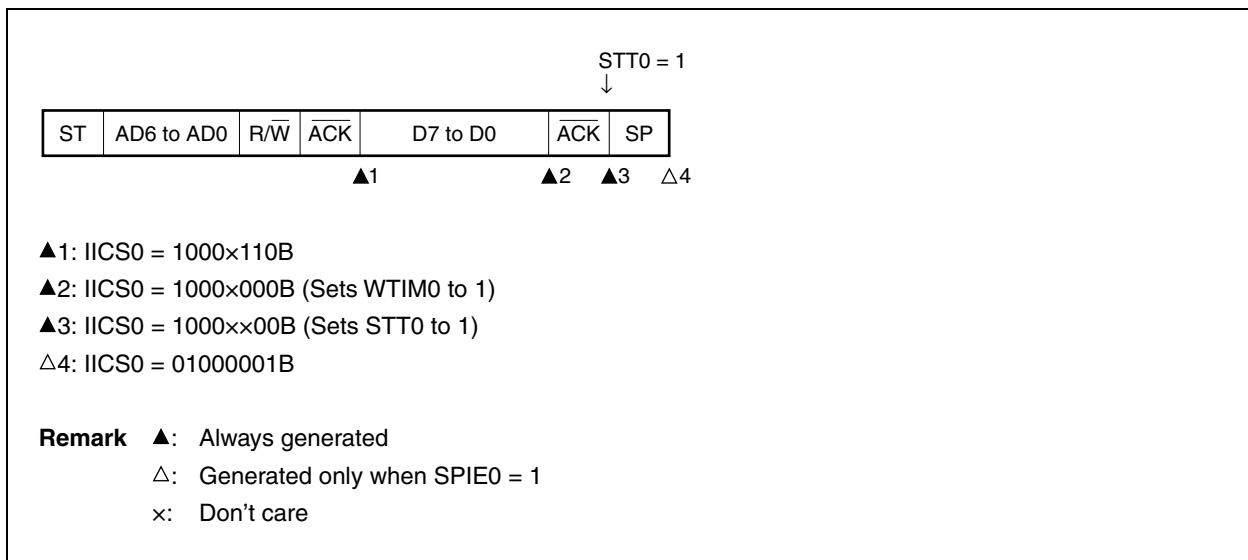 STT0 = 1
↓
ST AD6 to AD0 R/W̅ A̅C̅K̅ D7 to D0 A̅C̅K̅ SP
▲1 ▲2 ▲3 △4
▲1: IICS0 = 1000×110B
▲2: IICS0 = 1000×000B (Sets WTIM0 to 1)
▲3: IICS0 = 1000××00B (Sets STT0 to 1)
△4: IICS0 = 01000001B
Remark ▲: Always generated
△: Generated only when SPIE0 = 1
×: Don't care